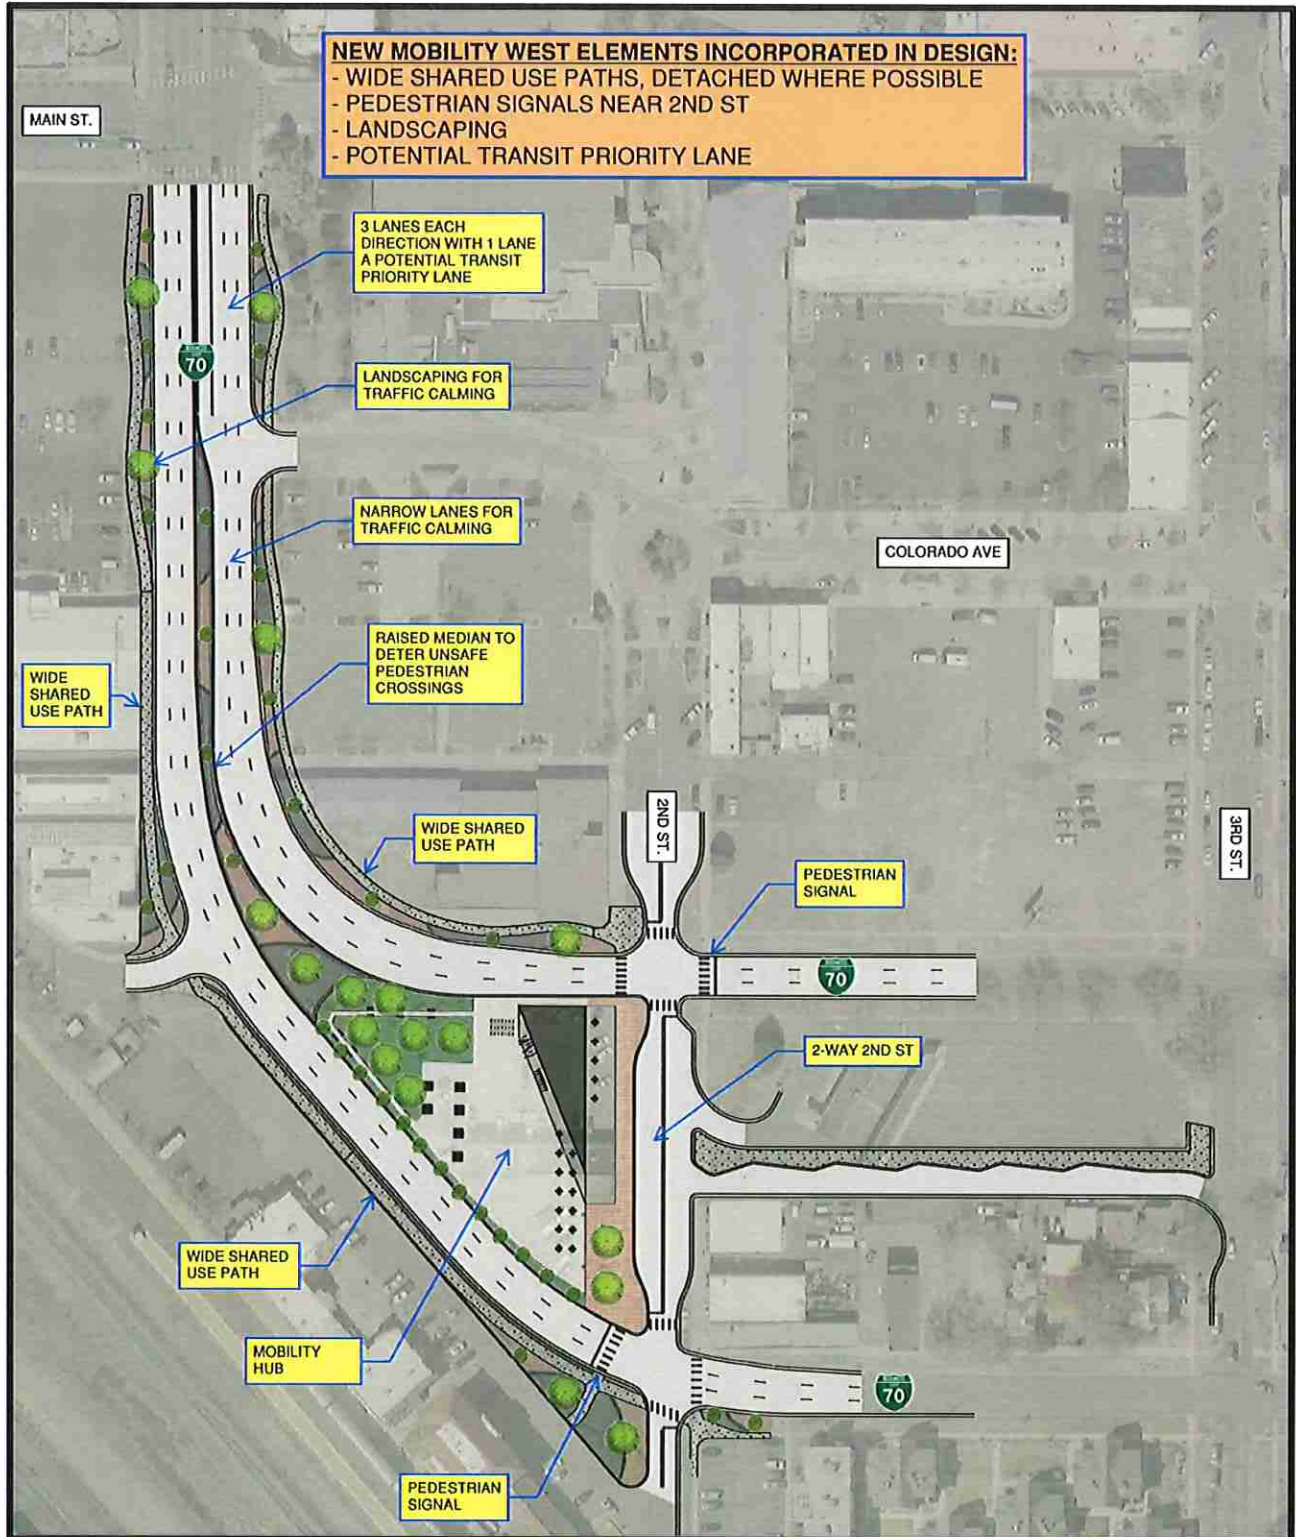 NEW MOBILITY WEST ELEMENTS INCORPORATED IN DESIGN:
- WIDE SHARED USE PATHS, DETACHED WHERE POSSIBLE
- PEDESTRIAN SIGNALS NEAR 2ND ST
- LANDSCAPING
- POTENTIAL TRANSIT PRIORITY LANE
MAIN ST.
3 LANES EACH
DIRECTION WITH 1 LANE
A POTENTIAL TRANSIT
PRIORITY LANE
70
LANDSCAPING FOR
TRAFFIC CALMING
NARROW LANES FOR
TRAFFIC CALMING
COLORADO AVE
RAISED MEDIAN TO
DETER UNSAFE
PEDESTRIAN
CROSSINGS
WIDE
SHARED
USE PATH
2ND ST.
3RD ST.
WIDE SHARED
USE PATH
PEDESTRIAN
SIGNAL
70
2-WAY 2ND ST
WIDE SHARED
USE PATH
MOBILITY
HUB
70
PEDESTRIAN
SIGNAL